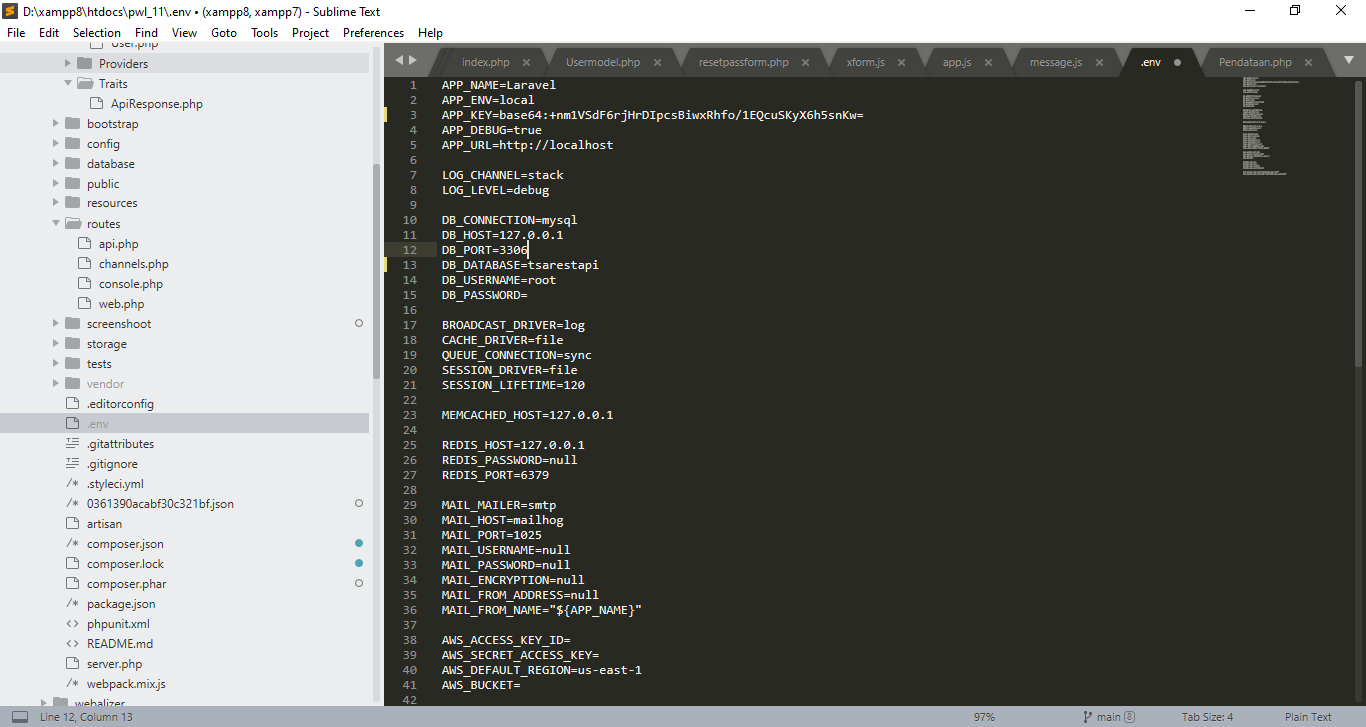 D:\xampp8\htdocs\pwl_11\.env • (xampp8, xampp7) - Sublime Text
File Edit Selection Find View Goto Tools Project Preferences Help
User.php
Providers
Traits
ApiResponse.php
bootstrap
config
database
public
resources
routes
api.php
channels.php
console.php
web.php
screenshoot
storage
tests
vendor
.editorconfig
.env
.gitattributes
.gitignore
.styleci.yml
0361390acabf30c321bf.json
artisan
composer.json
composer.lock
composer.phar
package.json
phpunit.xml
README.md
server.php
webpack.mix.js
webalizer
index.php Usermodel.php resetpassform.php xform.js app.js message.js .env Pendataan.php
1 APP_NAME=Laravel
2 APP_ENV=local
3 APP_KEY=base64:+nm1VSdF6rjHrDIpcsBiwxRhfo/1EQcuSKyX6h5snKw=
4 APP_DEBUG=true
5 APP_URL=http://localhost
6
7 LOG_CHANNEL=stack
8 LOG_LEVEL=debug
9
10 DB_CONNECTION=mysql
11 DB_HOST=127.0.0.1
12 DB_PORT=3306
13 DB_DATABASE=tsarestapi
14 DB_USERNAME=root
15 DB_PASSWORD=
16
17 BROADCAST_DRIVER=log
18 CACHE_DRIVER=file
19 QUEUE_CONNECTION=sync
20 SESSION_DRIVER=file
21 SESSION_LIFETIME=120
22
23 MEMCACHED_HOST=127.0.0.1
24
25 REDIS_HOST=127.0.0.1
26 REDIS_PASSWORD=null
27 REDIS_PORT=6379
28
29 MAIL_MAILER=smtp
30 MAIL_HOST=mailhog
31 MAIL_PORT=1025
32 MAIL_USERNAME=null
33 MAIL_PASSWORD=null
34 MAIL_ENCRYPTION=null
35 MAIL_FROM_ADDRESS=null
36 MAIL_FROM_NAME="${APP_NAME}"
37
38 AWS_ACCESS_KEY_ID=
39 AWS_SECRET_ACCESS_KEY=
40 AWS_DEFAULT_REGION=us-east-1
41 AWS_BUCKET=
42
Line 12, Column 13 97% main 8 Tab Size: 4 Plain Text